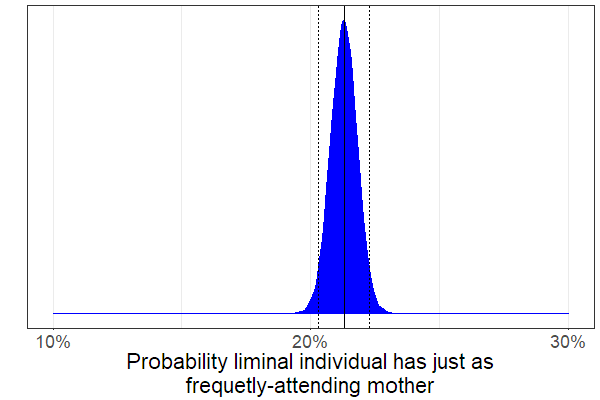 10% 20% 30%
Probability liminal individual has just as
frequetly-attending mother